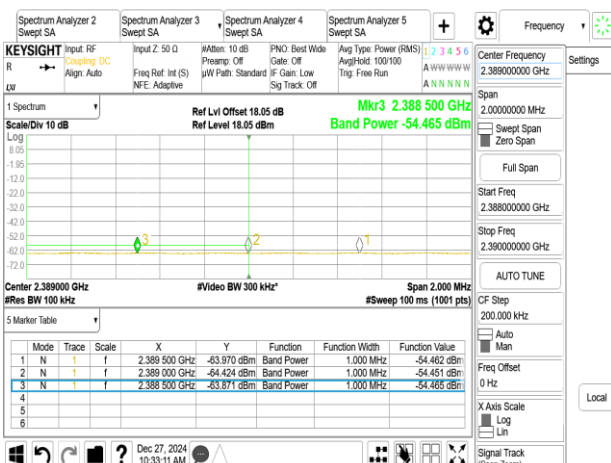 Spectrum Analyzer 2
Swept SA
Spectrum Analyzer 3
Swept SA
Spectrum Analyzer 4
Swept SA
Spectrum Analyzer 5
Swept SA
+
Frequency
KEYSIGHT
R
Input: RF
Coupling: DC
Align: Auto
Input Z: 50 Ω
Freq Ref: Int (S)
NFE: Adaptive
#Atten: 10 dB
Preamp: Off
µW Path: Standard
PNO: Best Wide
Gate: Off
IF Gain: Low
Sig Track: Off
Avg Type: Power (RMS)
Avg|Hold: 100/100
Trig: Free Run
1 2 3 4 5 6
A W W W W W
A N N N N N
1 Spectrum
Scale/Div 10 dB
Ref Lvl Offset 18.05 dB
Ref Level 18.05 dBm
Mkr3 2.388 500 GHz
Band Power -54.465 dBm
Log
8.05
-1.95
-12.0
-22.0
-32.0
-42.0
-52.0
-62.0
-72.0
3
2
1
Center 2.389000 GHz
#Res BW 100 kHz
#Video BW 300 kHz*
Span 2.000 MHz
#Sweep 100 ms (1001 pts)
5 Marker Table
Mode Trace Scale X Y Function Function Width Function Value
1 N 1 f 2.389 500 GHz -63.970 dBm Band Power 1.000 MHz -54.462 dBm
2 N 1 f 2.389 000 GHz -64.424 dBm Band Power 1.000 MHz -54.451 dBm
3 N 1 f 2.388 500 GHz -63.871 dBm Band Power 1.000 MHz -54.465 dBm
4
5
6
Dec 27, 2024
10:33:11 AM
?
Center Frequency
2.389000000 GHz
Span
2.00000000 MHz
Swept Span
Zero Span
Full Span
Start Freq
2.388000000 GHz
Stop Freq
2.390000000 GHz
AUTO TUNE
CF Step
200.000 kHz
Auto
Man
Freq Offset
0 Hz
X Axis Scale
Log
Lin
Signal Track
Settings
Local